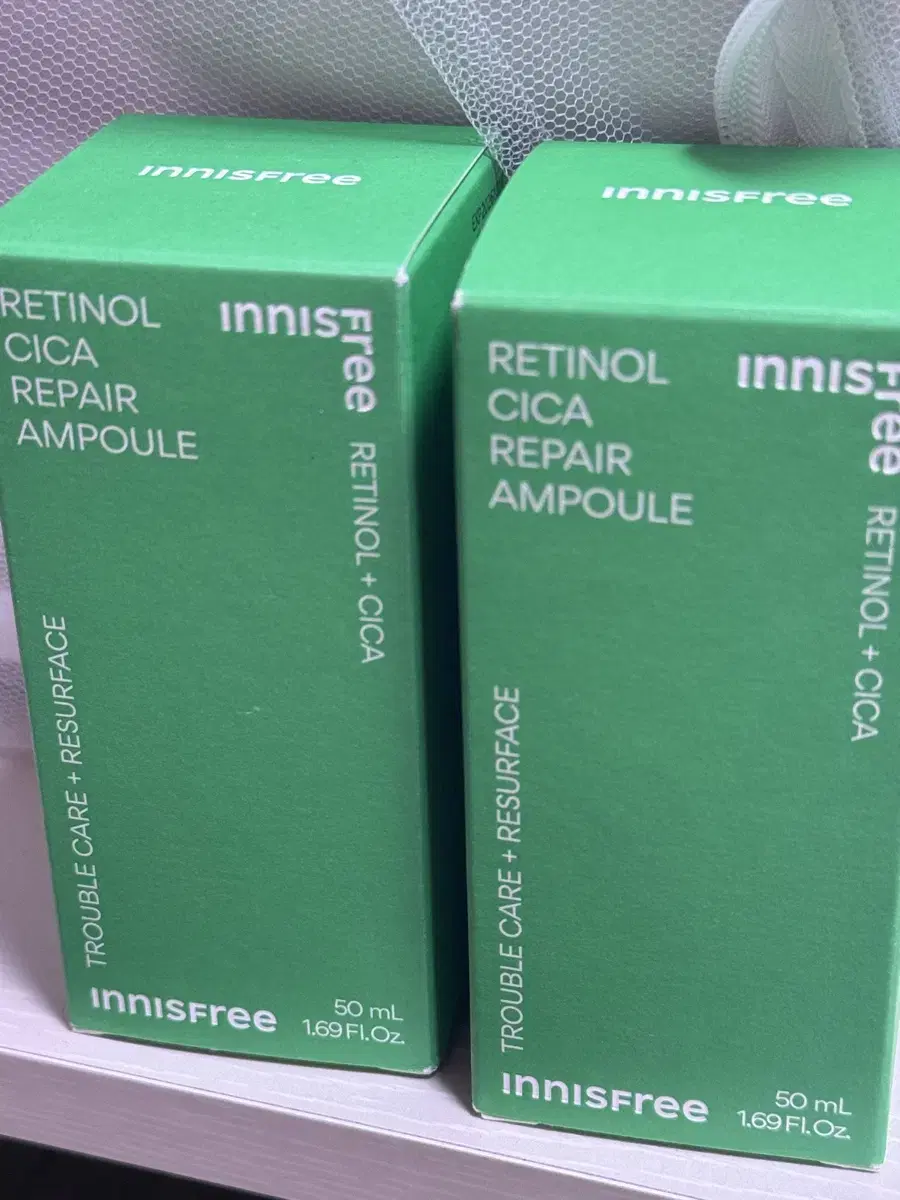 INNISFree
RETINOL
CICA
REPAIR
AMPOULE
INNISFree
RETINOL + CICA
TROUBLE CARE + RESURFACE
INNISFree
50 mL
1.69 Fl.Oz.
INNISFree
RETINOL
CICA
REPAIR
AMPOULE
INNISFree
RETINOL + CICA
TROUBLE CARE + RESURFACE
INNISFree
50 mL
1.69 Fl.Oz.